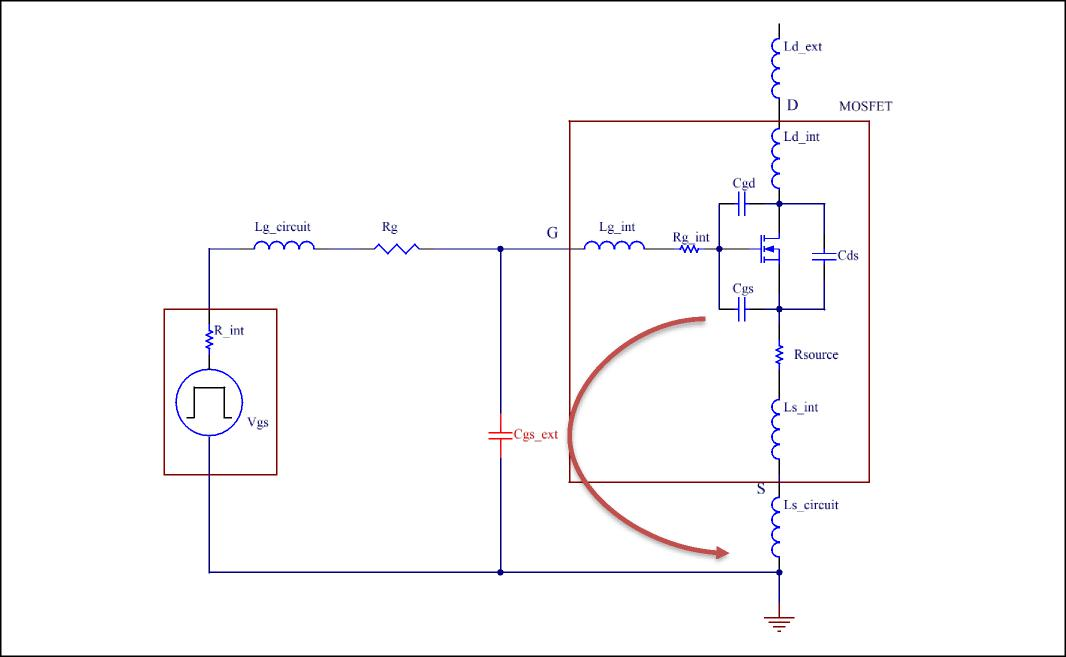 Ld_ext
D
MOSFET
Ld_int
Cgd
Lg_circuit
Rg
G
Lg_int
Rg_int
Cds
Cgs
R_int
Rsource
Vgs
Ls_int
Cgs_ext
S
Ls_circuit